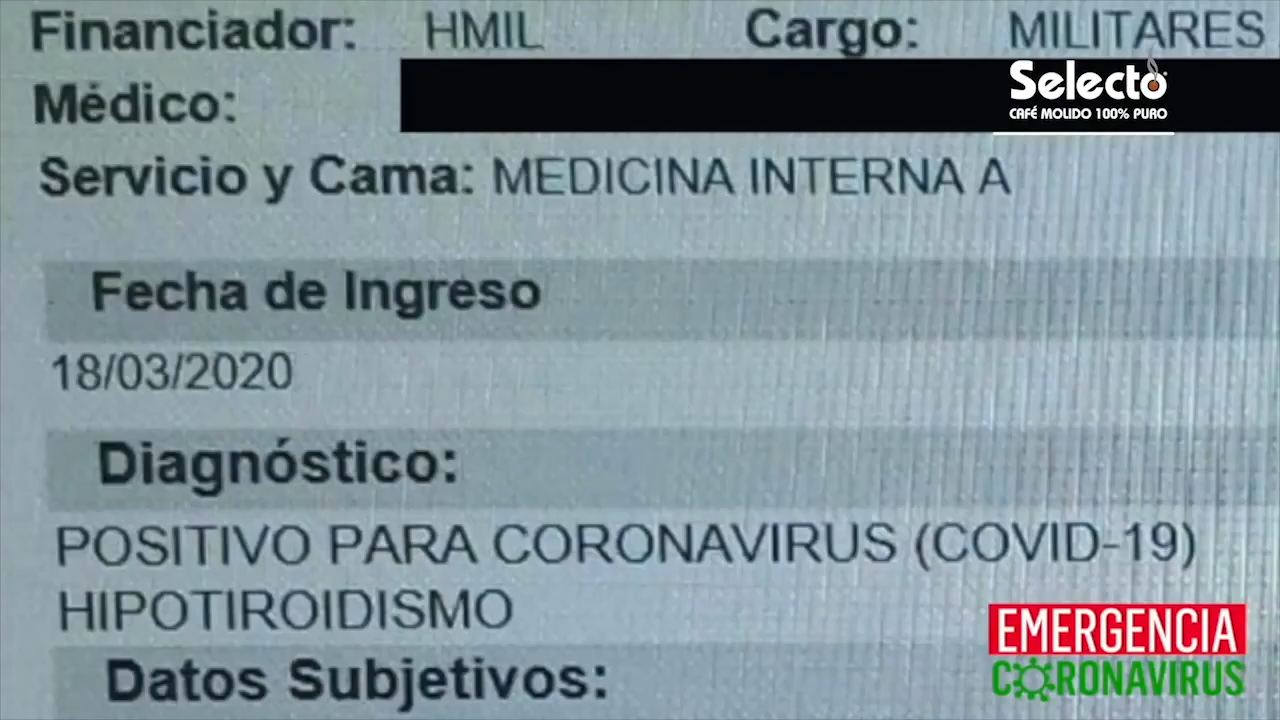 Financiador: HMIL Cargo: MILITARES
Médico:
Selecto
CAFÉ MOLIDO 100% PURO
Servicio y Cama: MEDICINA INTERNA A
Fecha de Ingreso
18/03/2020
Diagnóstico:
POSITIVO PARA CORONAVIRUS (COVID-19)
HIPOTIROIDISMO
EMERGENCIA
CORONAVIRUS
Datos Subjetivos: